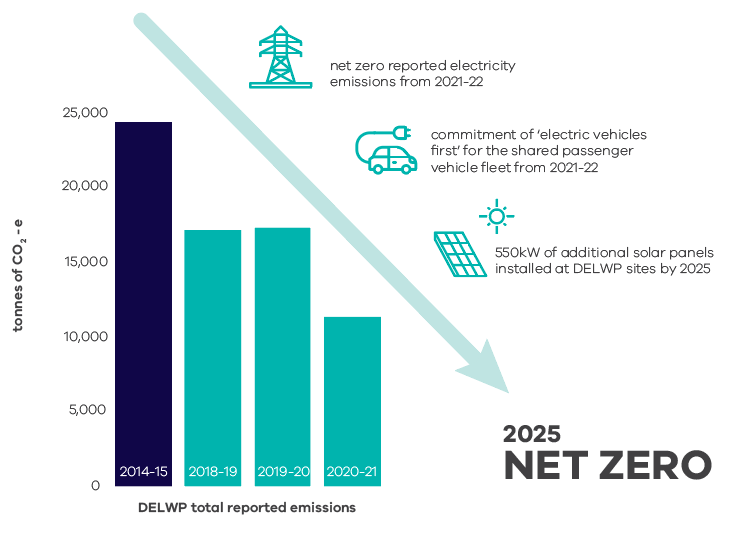 net zero reported electricity
emissions from 2021-22
commitment of ‘electric vehicles
first’ for the shared passenger
vehicle fleet from 2021-22
550kW of additional solar panels
installed at DELWP sites by 2025
tonnes of CO₂ - e
25,000
20,000
15,000
10,000
5,000
0
2014-15
2018-19
2019-20
2020-21
DELWP total reported emissions
2025
NET ZERO